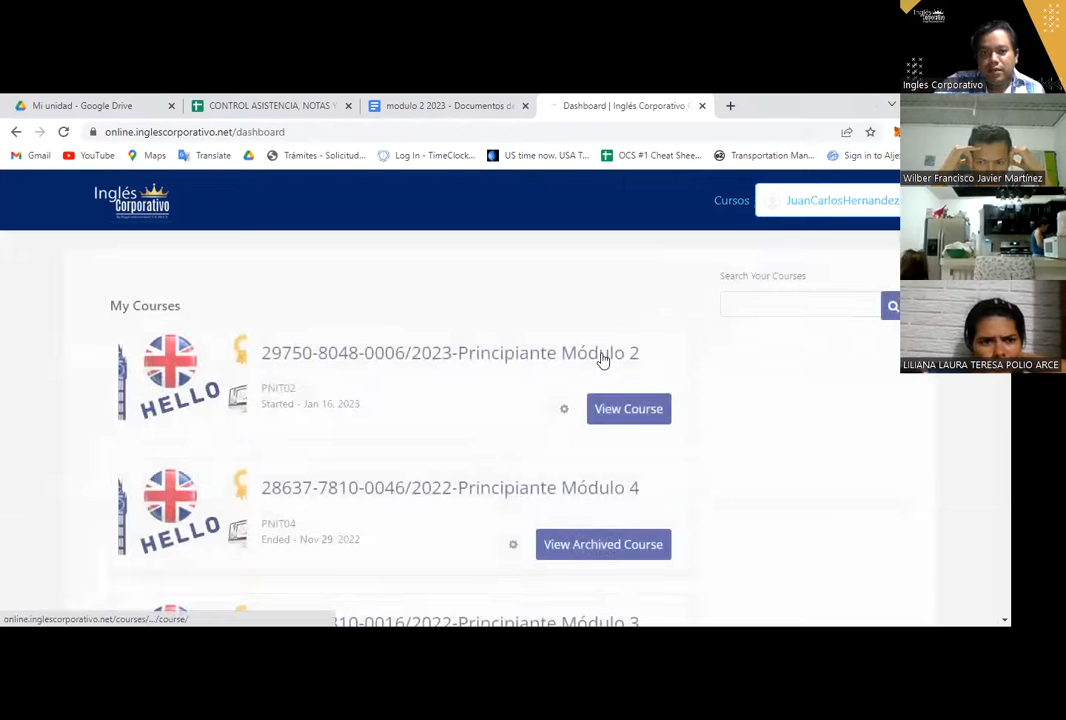 Mi unidad - Google Drive
CONTROL ASISTENCIA, NOTAS Y
modulo 2 2023 - Documentos de
Dashboard | Inglés Corporativo
online.inglescorporativo.net/dashboard
Gmail
YouTube
Maps
Translate
Trámites - Solicitud...
Log In - TimeClock...
US time now. USA T...
OCS #1 Cheat Shee...
Transportation Man...
Sign in to Alje
Inglés
Corporativo
Cursos
JuanCarlosHernandez
Search Your Courses
My Courses
HELLO
29750-8048-0006/2023-Principiante Módulo 2
PNIT02
Started - Jan 16, 2023
View Course
HELLO
28637-7810-0046/2022-Principiante Módulo 4
PNIT04
Ended - Nov 29, 2022
View Archived Course
810-0016/2022-Principiante Módulo 3
online.inglescorporativo.net/courses/.../course/
Inglés
Corporativo
Ingles Corporativo
Wilber Francisco Javier Martínez
LILIANA LAURA TERESA POLIO ARCE